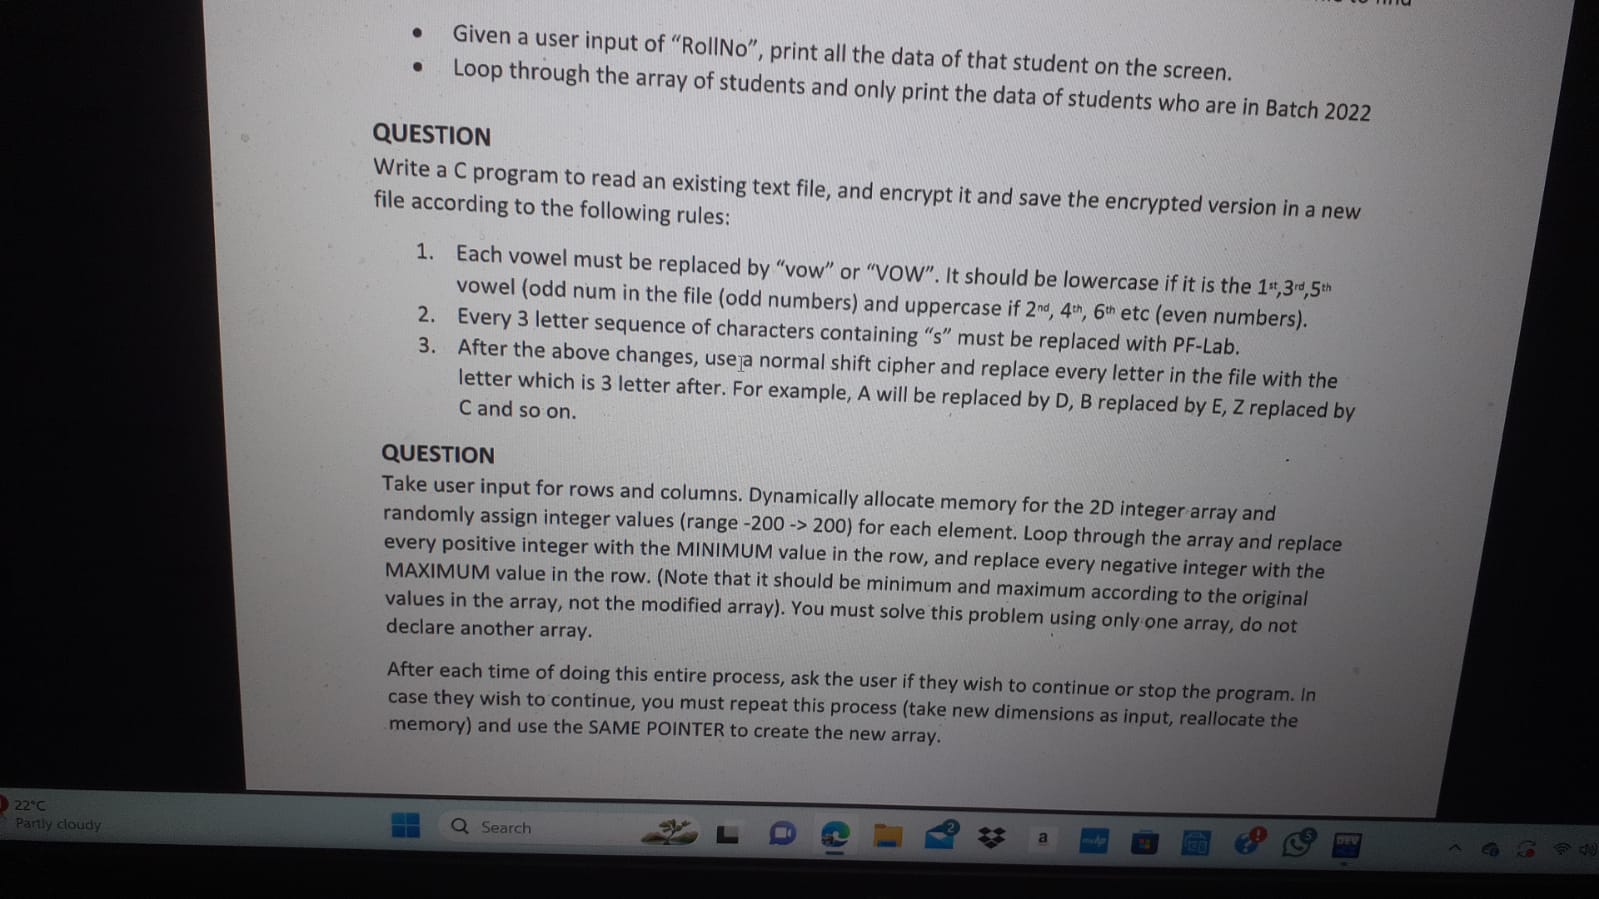 • Given a user input of “RollNo”, print all the data of that student on the screen.
• Loop through the array of students and only print the data of students who are in Batch 2022
QUESTION
Write a C program to read an existing text file, and encrypt it and save the encrypted version in a new
file according to the following rules:
1. Each vowel must be replaced by “vow” or “VOW”. It should be lowercase if it is the 1st,3rd,5th
vowel (odd num in the file (odd numbers) and uppercase if 2nd, 4th, 6th etc (even numbers).
2. Every 3 letter sequence of characters containing “s” must be replaced with PF-Lab.
3. After the above changes, use a normal shift cipher and replace every letter in the file with the
letter which is 3 letter after. For example, A will be replaced by D, B replaced by E, Z replaced by
C and so on.
QUESTION
Take user input for rows and columns. Dynamically allocate memory for the 2D integer array and
randomly assign integer values (range -200 -> 200) for each element. Loop through the array and replace
every positive integer with the MINIMUM value in the row, and replace every negative integer with the
MAXIMUM value in the row. (Note that it should be minimum and maximum according to the original
values in the array, not the modified array). You must solve this problem using only one array, do not
declare another array.
After each time of doing this entire process, ask the user if they wish to continue or stop the program. In
case they wish to continue, you must repeat this process (take new dimensions as input, reallocate the
memory) and use the SAME POINTER to create the new array.
22°C
Partly cloudy
Search
2
a
5
DEV